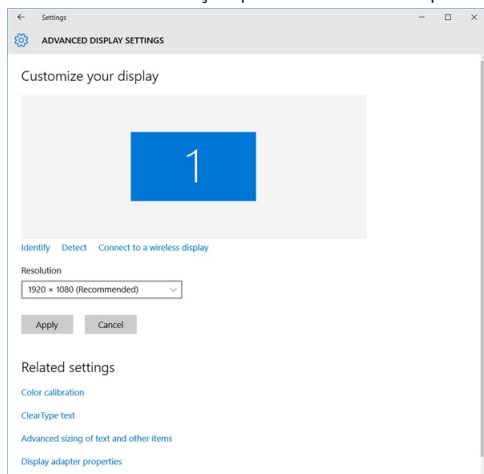 Settings
ADVANCED DISPLAY SETTINGS
Customize your display
1
Identify Detect Connect to a wireless display
Resolution
1920 × 1080 (Recommended)
Apply Cancel
Related settings
Color calibration
ClearType text
Advanced sizing of text and other items
Display adapter properties